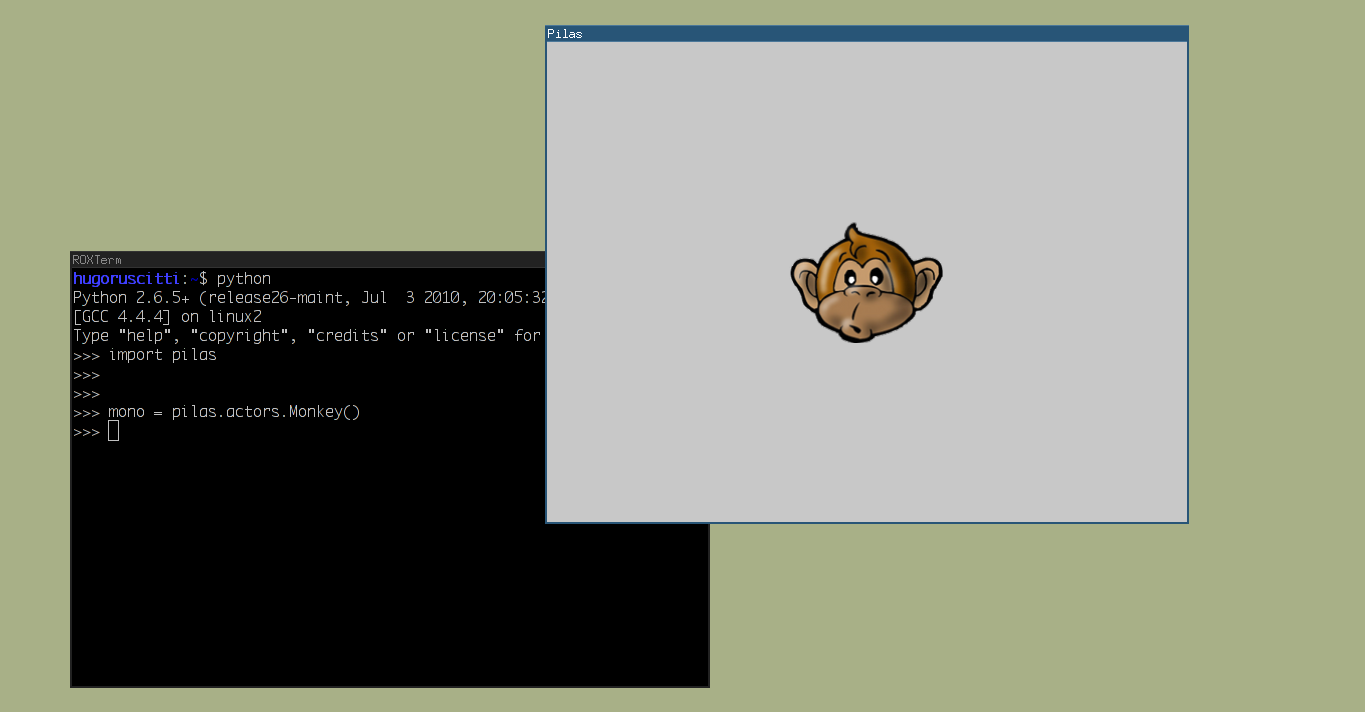 Pilas
ROXTerm
hugoruscitti:~$ python
Python 2.6.5+ (release26-maint, Jul  3 2010, 20:05:32
[GCC 4.4.4] on linux2
Type "help", "copyright", "credits" or "license" for
>>> import pilas
>>>
>>>
>>> mono = pilas.actors.Monkey()
>>>